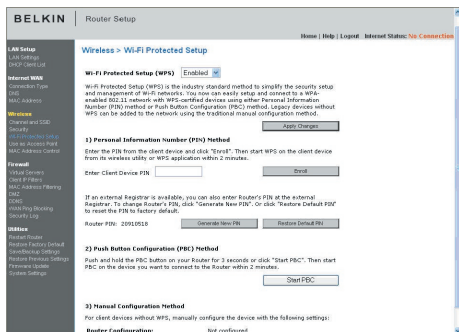 BELKIN
Router Setup
Home | Help | Logout Internet Status: No Connection
LAN Setup
LAN Settings
DHCP Client List
Internet WAN
Connection Type
DNS
MAC Address
Wireless
Channel and SSID
Security
Wi-Fi Protected Setup
Use as Access Point
MAC Address Control
Firewall
Virtual Servers
Client IP Filters
MAC Address Filtering
DMZ
DDNS
WAN Ping Blocking
Security Log
Utilities
Restart Router
Restore Factory Default
Save/Backup Settings
Restore Previous Settings
Firmware Update
System Settings
Wireless > Wi-Fi Protected Setup
Wi-Fi Protected Setup (WPS) Enabled
Wi-Fi Protected Setup (WPS) is the industry standard method to simplify the security setup
and management of Wi-Fi networks. You now can easily setup and connect to a WPA-
enabled 802.11 network with WPS-certified devices using either Personal Information
Number (PIN) method or Push Button Configuration (PBC) method. Legacy devices without
WPS can be added to the network using the traditional manual configuration method.
Apply Changes
1) Personal Information Number (PIN) Method
Enter the PIN from the client device and click "Enroll". Then start WPS on the client device
from its wireless utility or WPS application within 2 minutes.
Enter Client Device PIN
Enroll
If an external Registrar is available, you can also enter Router's PIN at the external
Registrar. To change Router's PIN, click "Generate New PIN". Or click "Restore Default PIN"
to reset the PIN to factory default.
Router PIN: 20910518 Generate New PIN Restore Default PIN
2) Push Button Configuration (PBC) Method
Push and hold the PBC button on your Router for 3 seconds or click "Start PBC". Then start
PBC on the device you want to connect to the Router within 2 minutes.
Start PBC
3) Manual Configuration Method
For client devices without WPS, manually configure the device with the following settings:
Router Configuration: Not configured